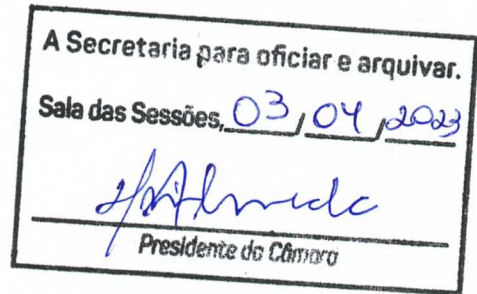 A Secretaria para oficiar e arquivar.
Sala das Sessões, 03 / 04 / 2023
Presidente da Câmara